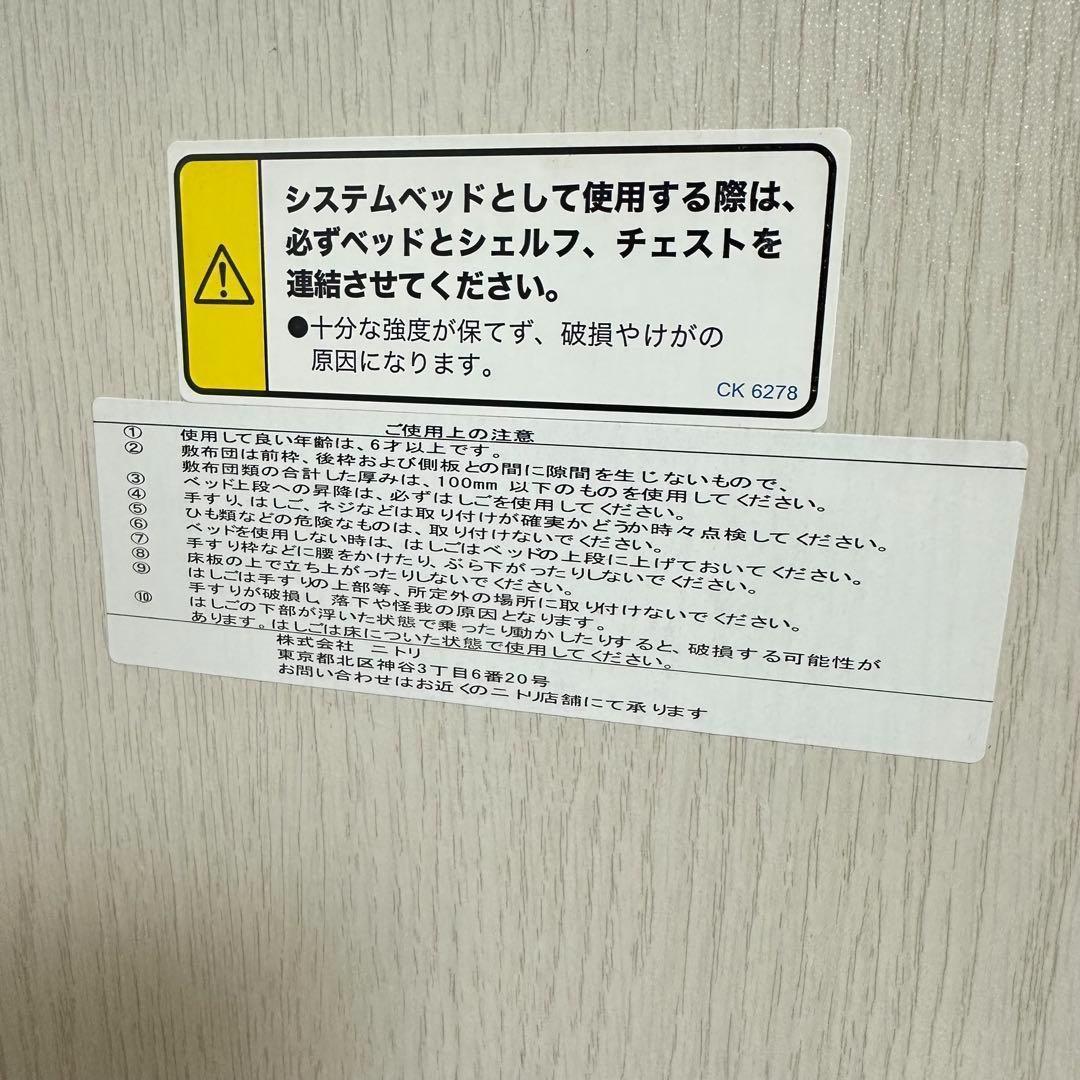 システムベッドとして使用する際は、
必ずベッドとシェルフ、チェストを
連結させてください。
●十分な強度が保てず、破損やけがの
原因になります。
CK 6278
ご使用上の注意
① 使用して良い年齢は、6才以上です。
② 敷布団は前枠、後枠および側板との間に隙間を生じないもので、
敷布団類の合計した厚みは、100mm 以下のものを使用してください。
③ ベッド上段への昇降は、必ずはしごを使用してください。
④ 手すり、はしご、ネジなどは取り付けが確実かどうか時々点検してください。
⑤ ひも類などの危険なものは、取り付けないでください。
⑥ ベッドを使用しない時は、はしごはベッドの上段に上げておいてください。
⑦ 手すり枠などに腰をかけたり、ぶら下がったりしないでください。
⑧ 床板の上で立ち上がったりしないでください。
⑨ はしごは手すりの上部等、所定外の場所に取り付けないでください。
手すりが破損し、落下や怪我の原因となります。
⑩ はしごの下部が浮いた状態で乗ったり動かしたりすると、破損する可能性が
あります。はしごは床についた状態で使用してください。
株式会社 ニトリ
東京都北区神谷3丁目6番20号
お問い合わせはお近くのニトリ店舗にて承ります